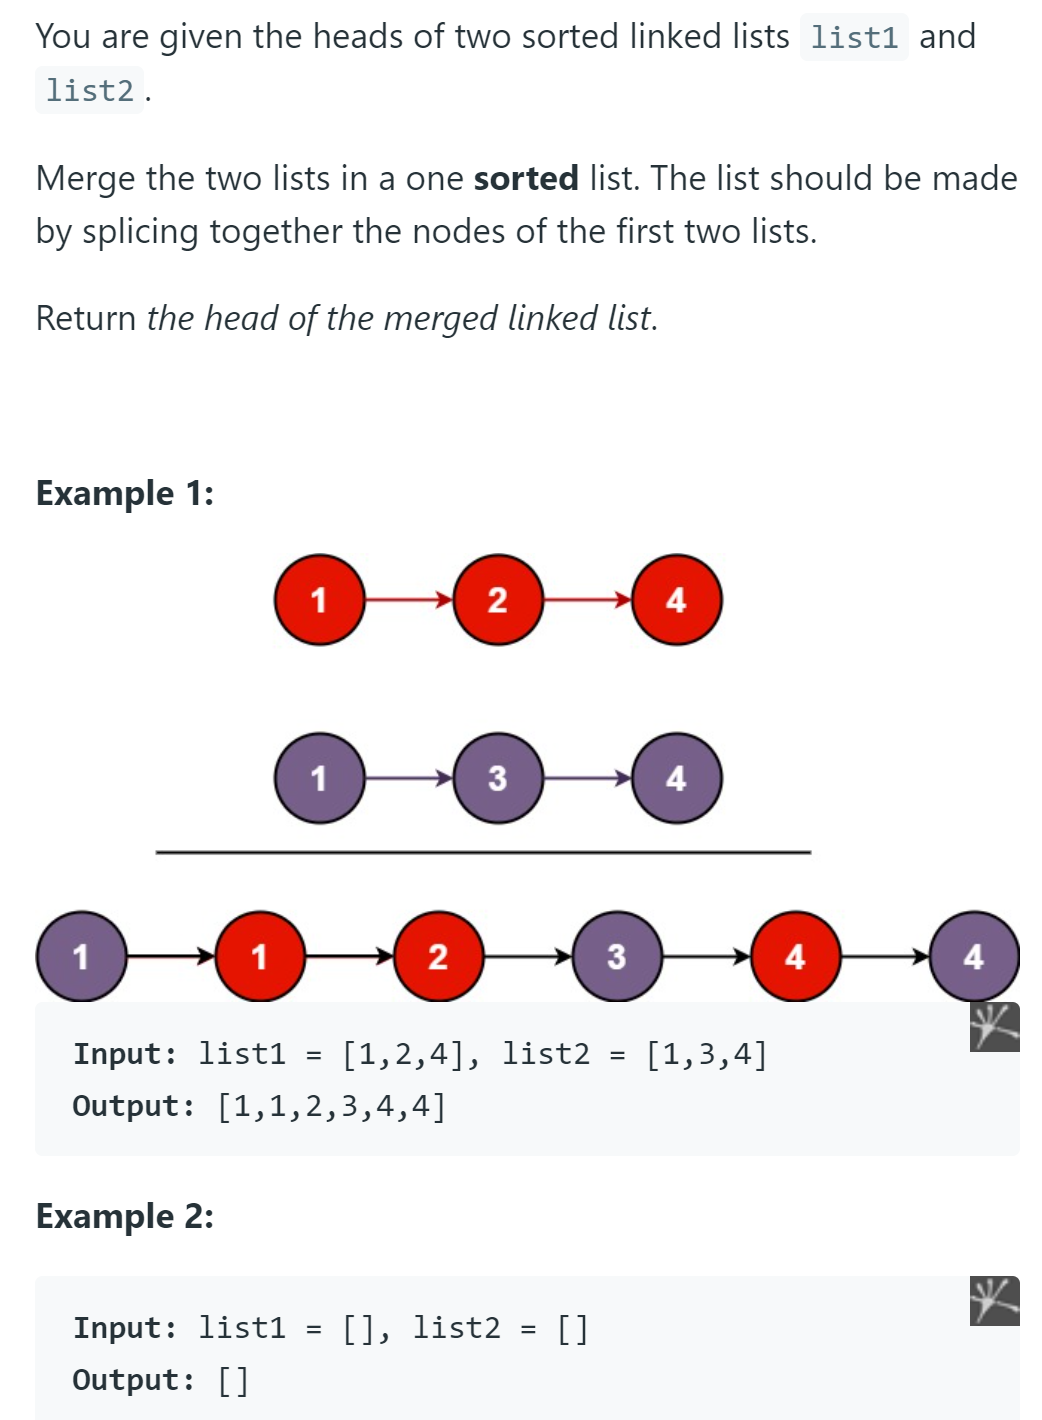 You are given the heads of two sorted linked lists list1 and
list2 .
Merge the two lists in a one sorted list. The list should be made
by splicing together the nodes of the first two lists.
Return the head of the merged linked list.
Example 1:
1 2 4
1 3 4
1 1 2 3 4 4
Input: list1 = [1,2,4], list2 = [1,3,4]
Output: [1,1,2,3,4,4]
Example 2:
Input: list1 = [], list2 = []
Output: []